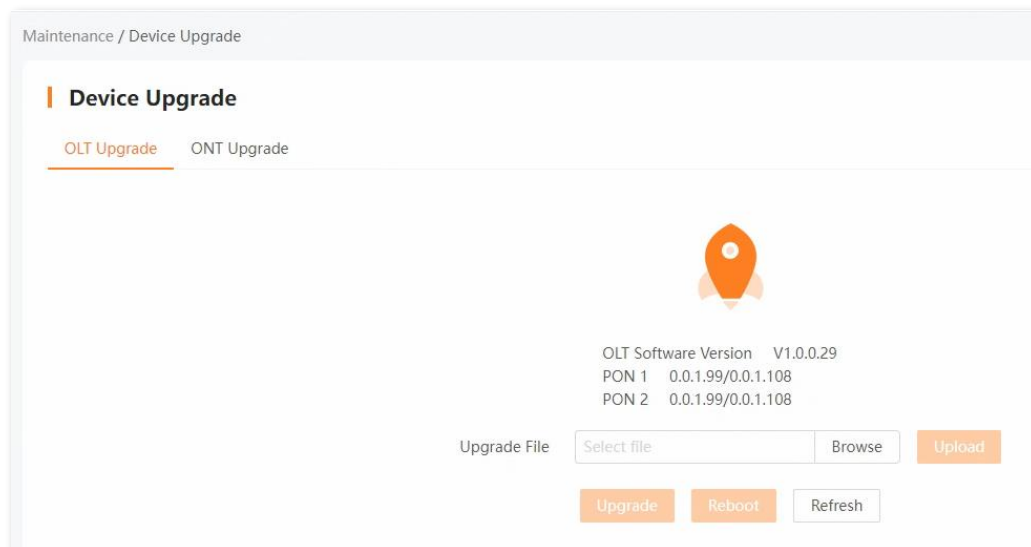 Maintenance / Device Upgrade
Device Upgrade
OLT Upgrade ONT Upgrade
OLT Software Version V1.0.0.29
PON 1 0.0.1.99/0.0.1.108
PON 2 0.0.1.99/0.0.1.108
Upgrade File Select file Browse Upload
Upgrade Reboot Refresh